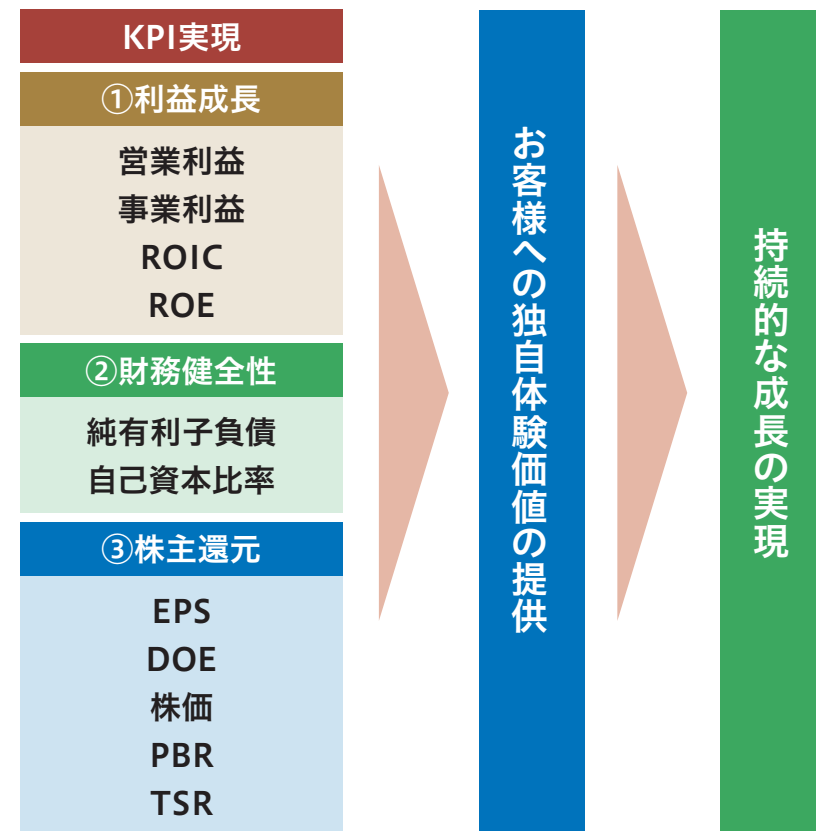 KPI実現
①利益成長
営業利益
事業利益
ROIC
ROE
②財務健全性
純有利子負債
自己資本比率
③株主還元
EPS
DOE
株価
PBR
TSR
お客様への独自体験価値の提供
持続的な成長の実現